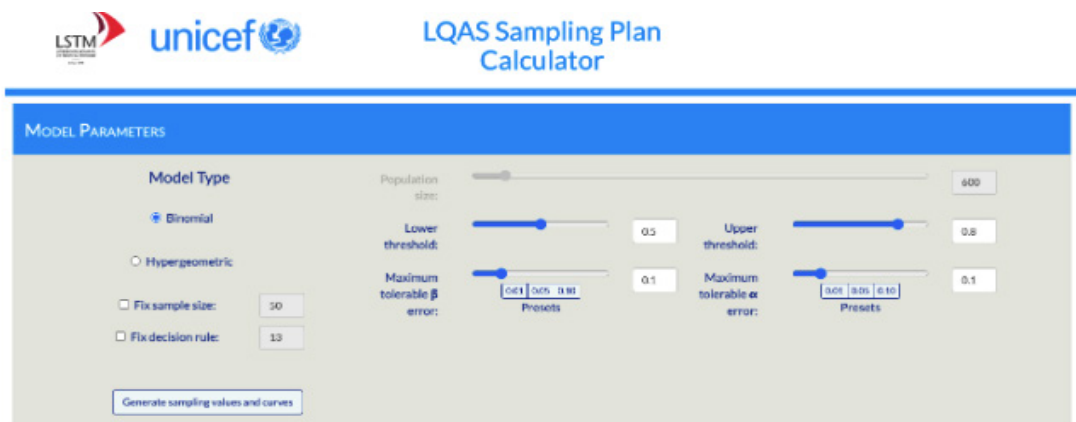 LSTM
unicef
LQAS Sampling Plan
Calculator
MODEL PARAMETERS
Model Type
Binomial
Hypergeometric
Fix sample size: 50
Fix decision rule: 13
Generate sampling values and curves
Population
size:
600
Lower
threshold:
0.5
Upper
threshold:
0.8
Maximum
tolerable β
error:
0.01 0.05 0.10
Presets
0.1
Maximum
tolerable α
error:
0.01 0.05 0.10
Presets
0.1